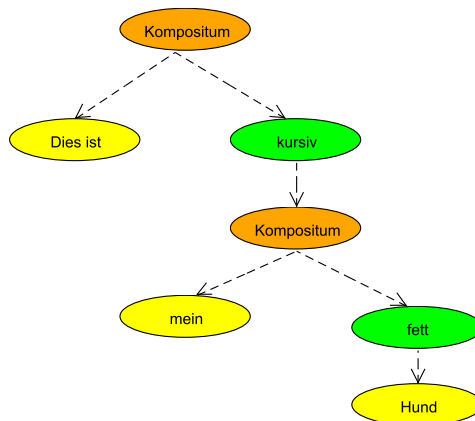 Kompositum
Dies ist
kursiv
Kompositum
mein
fett
Hund